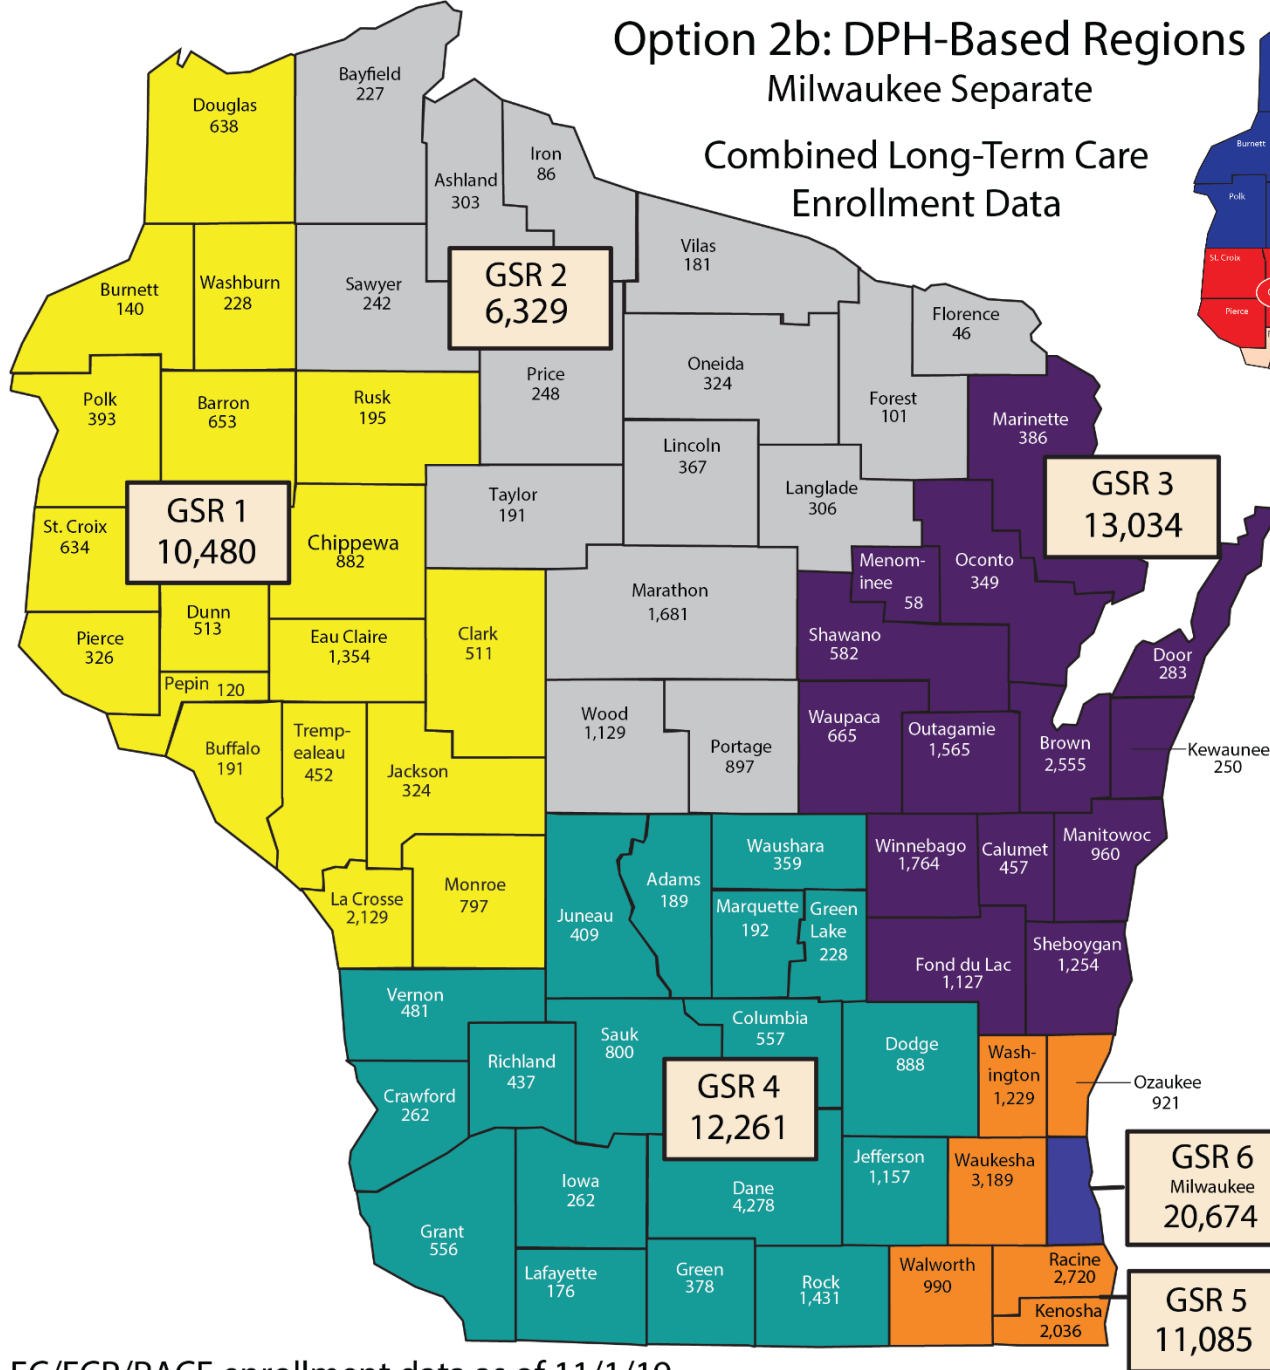 Option 2b: DPH-Based Regions
Milwaukee Separate
Combined Long-Term Care
Enrollment Data
Burnett
Polk
St. Croix
Pierce
Bayfield
227
Douglas
638
Iron
86
Ashland
303
Vilas
181
Burnett
140
Washburn
228
Sawyer
242
GSR 2
6,329
Florence
46
Polk
393
Barron
653
Rusk
195
Price
248
Oneida
324
Forest
101
Marinette
386
Lincoln
367
Taylor
191
Langlade
306
GSR 3
13,034
GSR 1
10,480
St. Croix
634
Chippewa
882
Menom-
inee
58
Oconto
349
Marathon
1,681
Dunn
513
Pierce
326
Eau Claire
1,354
Clark
511
Shawano
582
Door
283
Pepin 120
Wood
1,129
Portage
897
Waupaca
665
Outagamie
1,565
Brown
2,555
Kewaunee
250
Buffalo
191
Tremp-
ealeau
452
Jackson
324
Waushara
359
Winnebago
1,764
Calumet
457
Manitowoc
960
La Crosse
2,129
Monroe
797
Juneau
409
Adams
189
Marquette
192
Green
Lake
228
Fond du Lac
1,127
Sheboygan
1,254
Vernon
481
Richland
437
Sauk
800
Columbia
557
Dodge
888
Wash-
ington
1,229
Ozaukee
921
Crawford
262
GSR 4
12,261
Iowa
262
Dane
4,278
Jefferson
1,157
Waukesha
3,189
GSR 6
Milwaukee
20,674
Grant
556
Lafayette
176
Green
378
Rock
1,431
Walworth
990
Racine
2,720
Kenosha
2,036
GSR 5
11,085